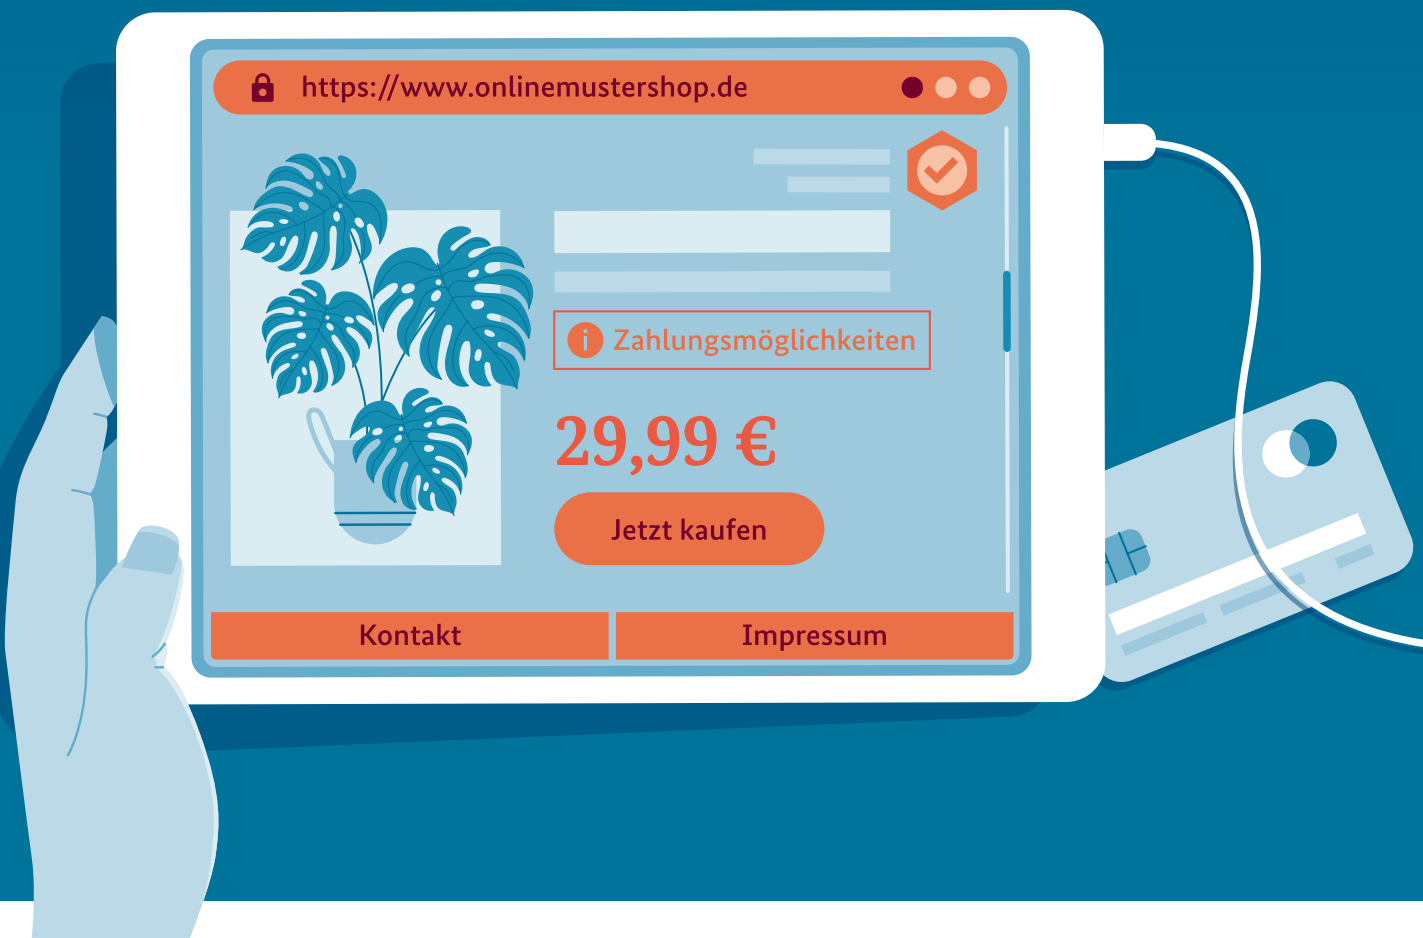 https://www.onlinemustershop.de
i Zahlungsmöglichkeiten
29,99 €
Jetzt kaufen
Kontakt
Impressum